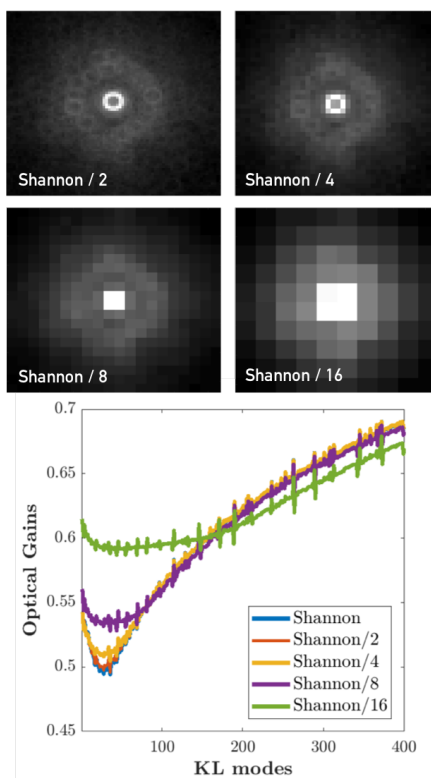 Shannon / 2
Shannon / 4
Shannon / 8
Shannon / 16
0.7
0.65
0.6
0.55
0.5
0.45
Optical Gains
Shannon
Shannon/2
Shannon/4
Shannon/8
Shannon/16
100
200
300
400
KL modes